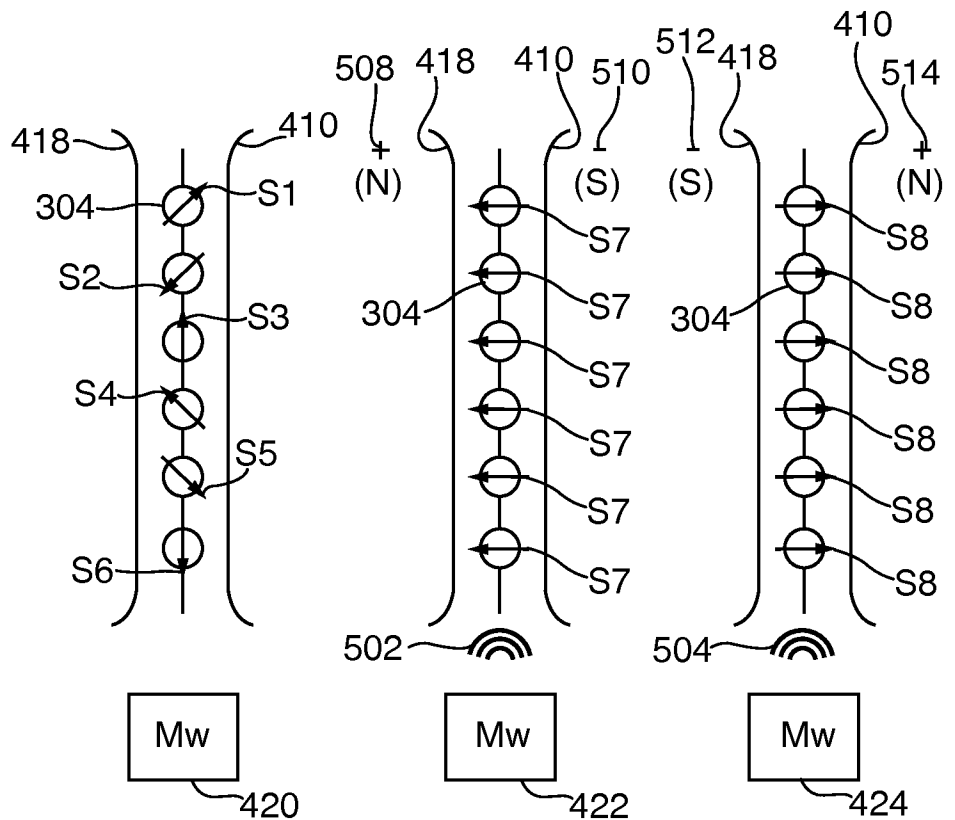 508 418 410 510 512 418 410 514
418 410 + - - +
(N) (S) (S) (N)
304 S1 S7 S8
S2 304 S7 304 S8
S3
S4 S7 S8
S7 S8
S5
S7 S8
S6 S7 S8
502 504
Mw Mw Mw
420 422 424